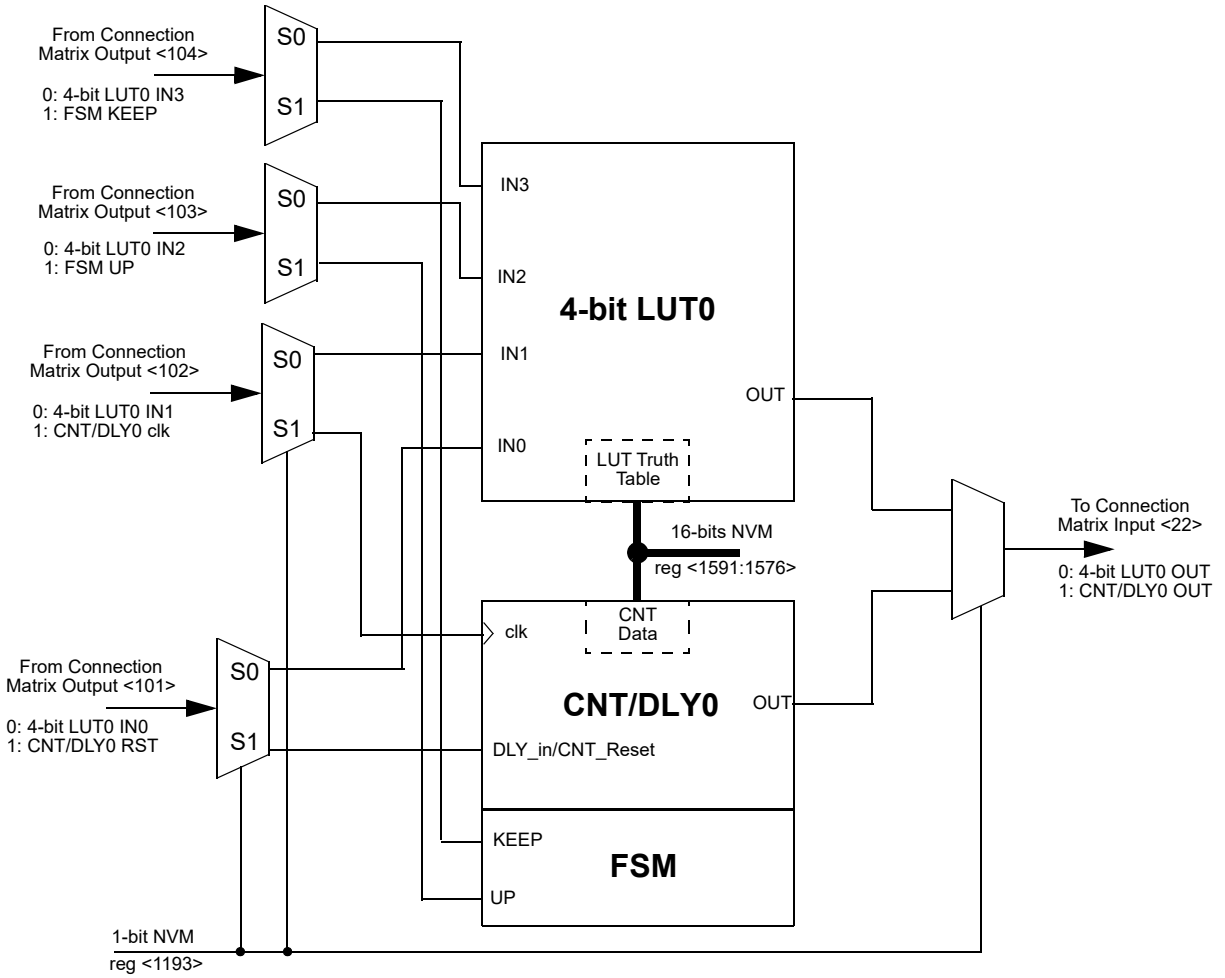 From Connection
Matrix Output <104>
0: 4-bit LUT0 IN3
1: FSM KEEP
S0
S1
From Connection
Matrix Output <103>
0: 4-bit LUT0 IN2
1: FSM UP
S0
S1
From Connection
Matrix Output <102>
0: 4-bit LUT0 IN1
1: CNT/DLY0 clk
S0
S1
From Connection
Matrix Output <101>
0: 4-bit LUT0 IN0
1: CNT/DLY0 RST
S0
S1
IN3
IN2
IN1
IN0
4-bit LUT0
OUT
LUT Truth
Table
16-bits NVM
reg <1591:1576>
clk
CNT
Data
CNT/DLY0
OUT
DLY_in/CNT_Reset
KEEP
FSM
UP
To Connection
Matrix Input <22>
0: 4-bit LUT0 OUT
1: CNT/DLY0 OUT
1-bit NVM
reg <1193>